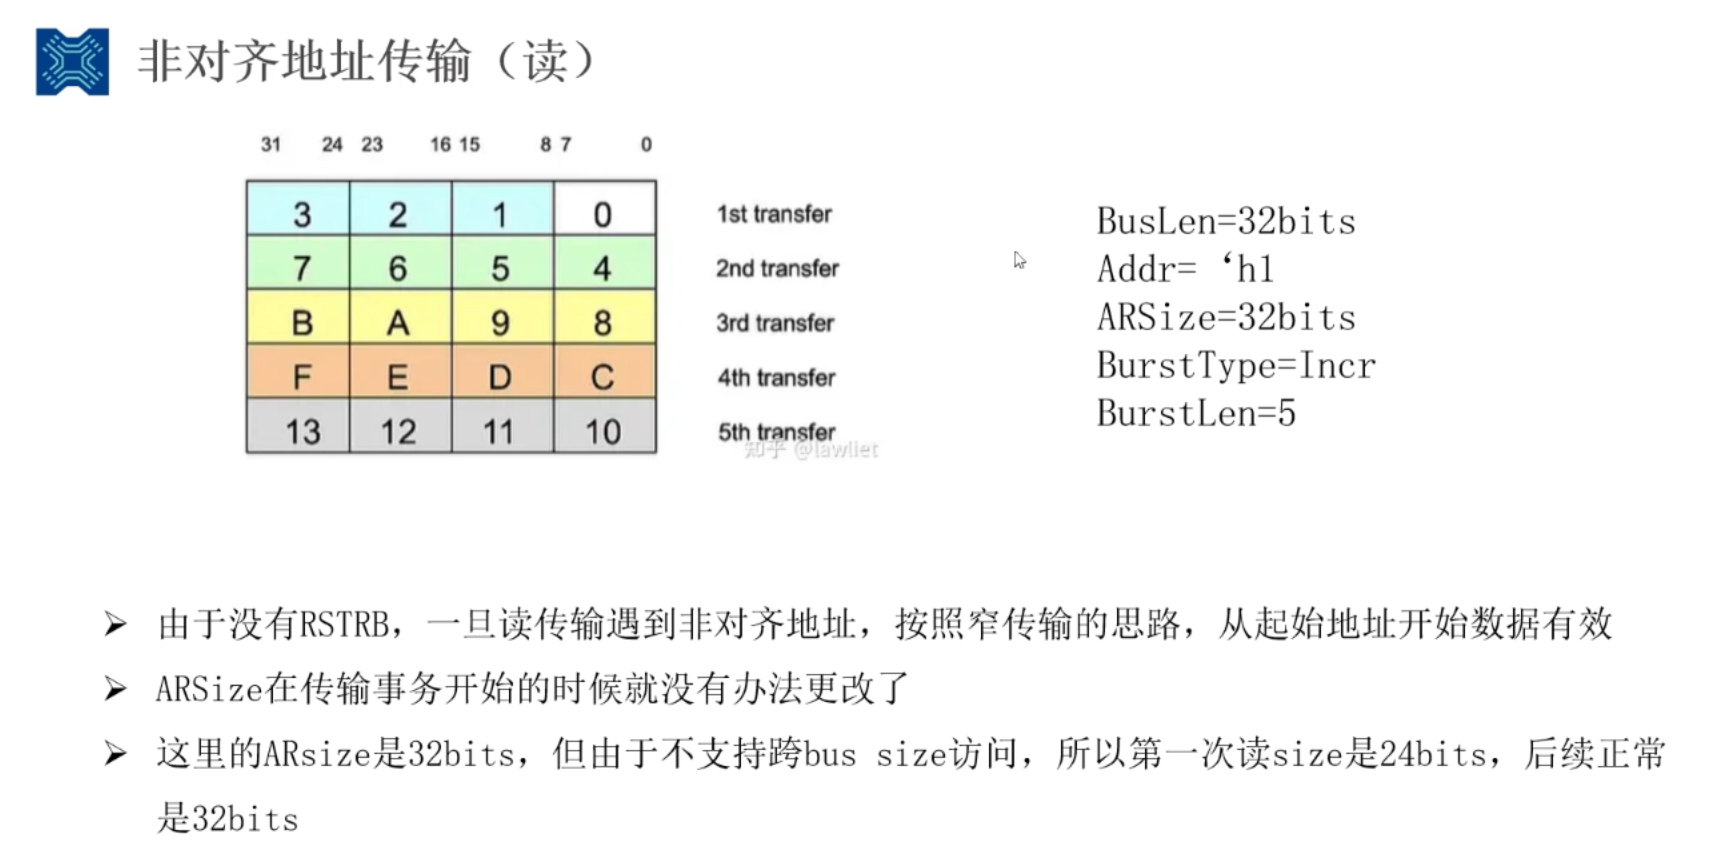 非对齐地址传输（读）
31 24 23 16 15 8 7 0
3 2 1 0 1st transfer
7 6 5 4 2nd transfer
B A 9 8 3rd transfer
F E D C 4th transfer
13 12 11 10 5th transfer
知乎 @lawliet
BusLen=32bits
Addr= ‘h1
ARSize=32bits
BurstType=Incr
BurstLen=5
由于没有RSTRB，一旦读传输遇到非对齐地址，按照窄传输的思路，从起始地址开始数据有效
ARSize在传输事务开始的时候就没有办法更改了
这里的ARsize是32bits，但由于不支持跨bus size访问，所以第一次读size是24bits，后续正常
是32bits